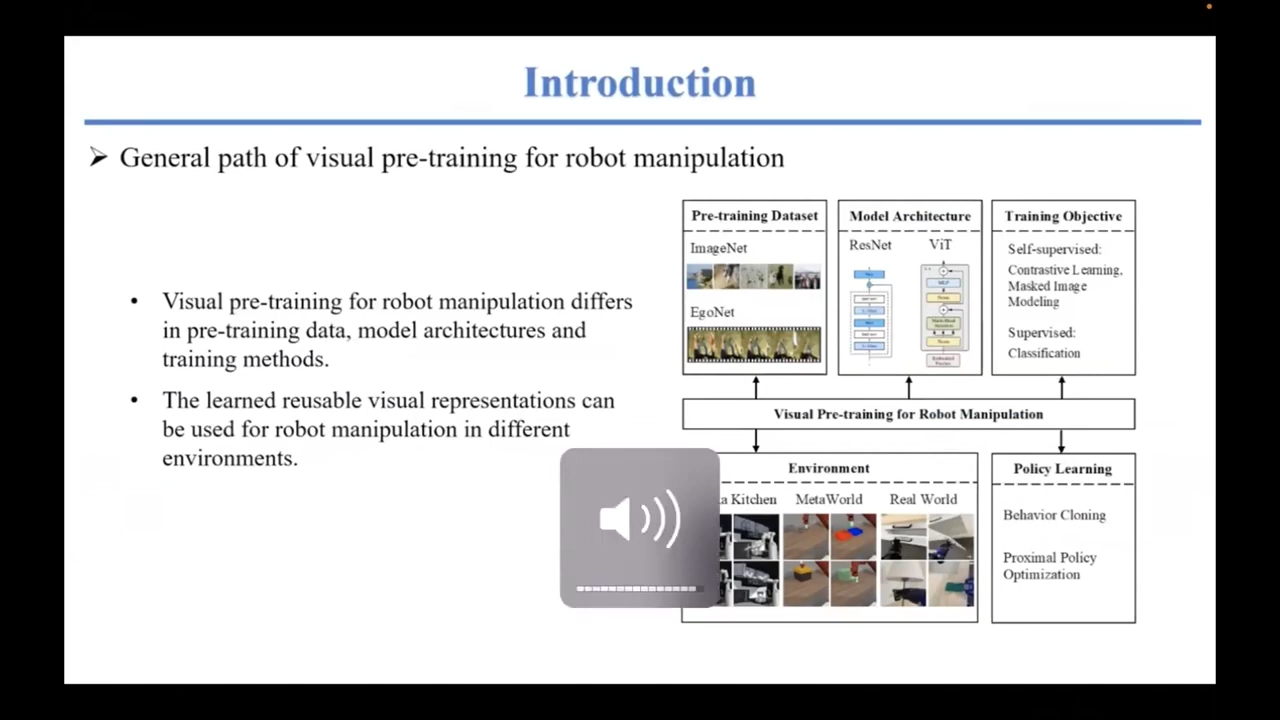 Introduction
➢ General path of visual pre-training for robot manipulation
• Visual pre-training for robot manipulation differs
in pre-training data, model architectures and
training methods.
• The learned reusable visual representations can
be used for robot manipulation in different
environments.
Pre-training Dataset
ImageNet
EgoNet
Model Architecture
ResNet ViT
MLP
Norm
Norm
Training Objective
Self-supervised:
Contrastive Learning,
Masked Image
Modeling
Supervised:
Classification
Visual Pre-training for Robot Manipulation
Environment
Kitchen MetaWorld Real World
Policy Learning
Behavior Cloning
Proximal Policy
Optimization